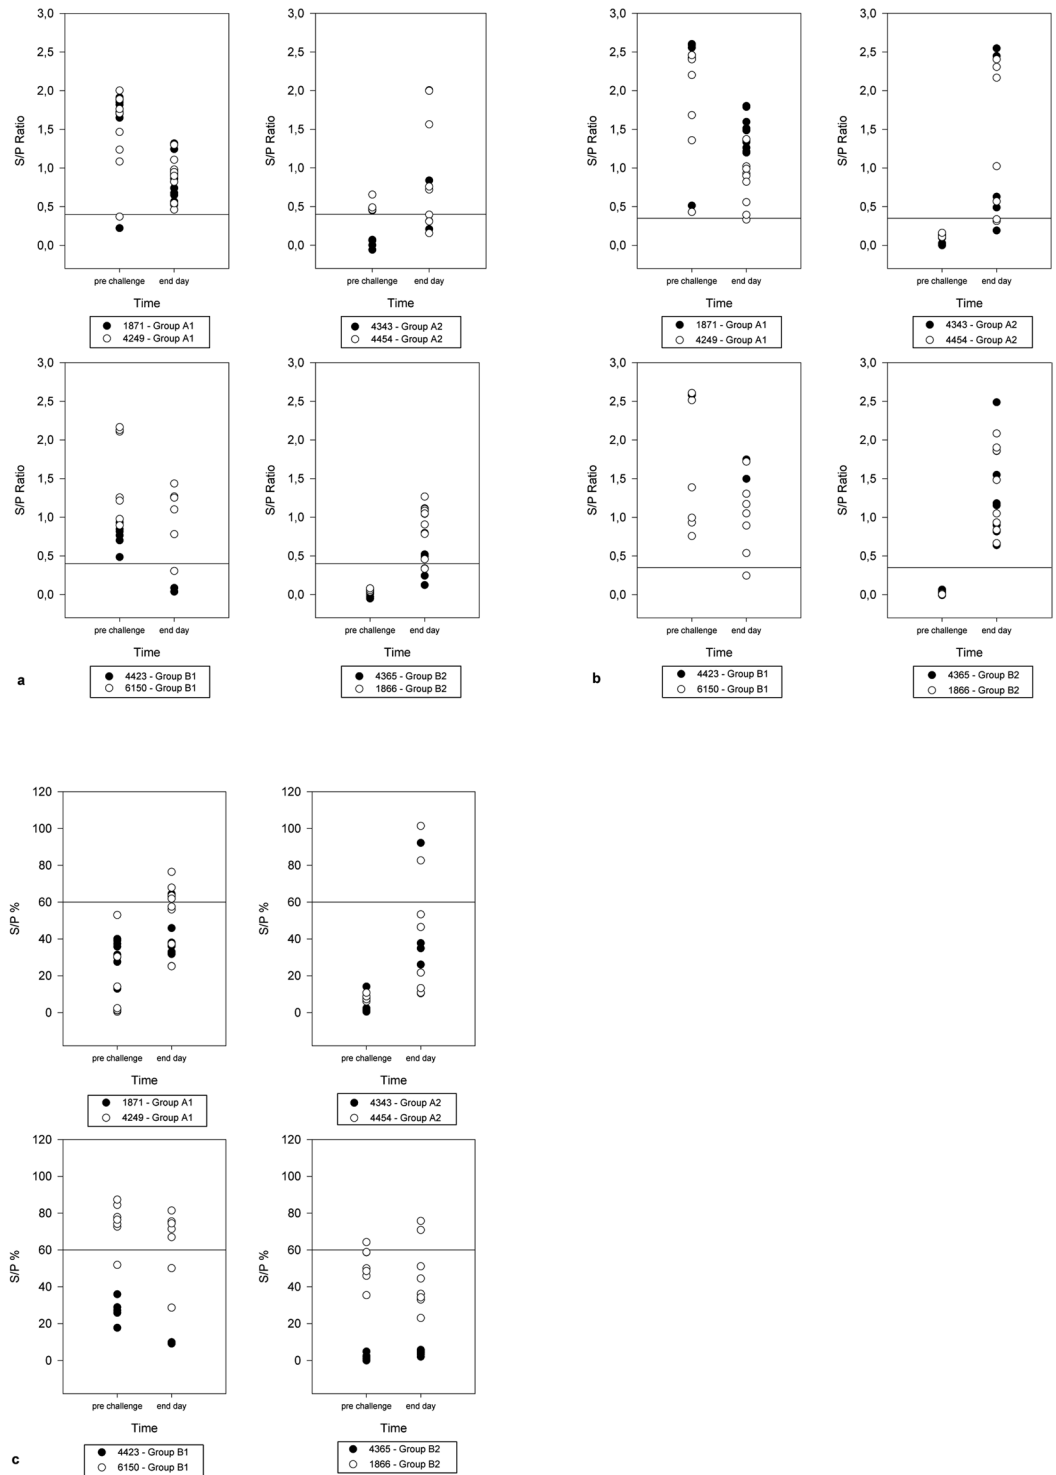 3,0
2,5
2,0
1,5
1,0
0,5
0,0
S/P Ratio
pre challenge end day
Time
1871 - Group A1
4249 - Group A1
3,0
2,5
2,0
1,5
1,0
0,5
0,0
S/P Ratio
pre challenge end day
Time
4343 - Group A2
4454 - Group A2
3,0
2,5
2,0
1,5
1,0
0,5
0,0
S/P Ratio
pre challenge end day
Time
4423 - Group B1
6150 - Group B1
3,0
2,5
2,0
1,5
1,0
0,5
0,0
S/P Ratio
pre challenge end day
Time
4365 - Group B2
1866 - Group B2
a
3,0
2,5
2,0
1,5
1,0
0,5
0,0
S/P Ratio
pre challenge end day
Time
1871 - Group A1
4249 - Group A1
3,0
2,5
2,0
1,5
1,0
0,5
0,0
S/P Ratio
pre challenge end day
Time
4343 - Group A2
4454 - Group A2
3,0
2,5
2,0
1,5
1,0
0,5
0,0
S/P Ratio
pre challenge end day
Time
4423 - Group B1
6150 - Group B1
3,0
2,5
2,0
1,5
1,0
0,5
0,0
S/P Ratio
pre challenge end day
Time
4365 - Group B2
1866 - Group B2
b
120
100
80
60
40
20
0
S/P %
pre challenge end day
Time
1871 - Group A1
4249 - Group A1
120
100
80
60
40
20
0
S/P %
pre challenge end day
Time
4343 - Group A2
4454 - Group A2
120
100
80
60
40
20
0
S/P %
pre challenge end day
Time
4423 - Group B1
6150 - Group B1
120
100
80
60
40
20
0
S/P %
pre challenge end day
Time
4365 - Group B2
1866 - Group B2
c